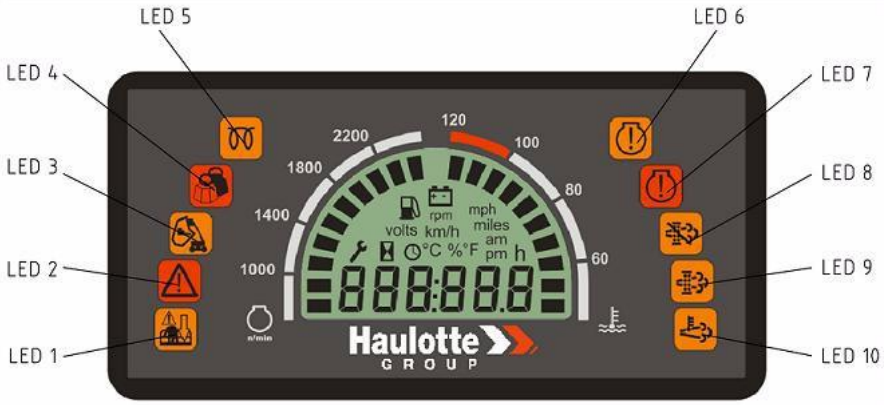 LED 5
LED 6
LED 4
LED 7
LED 3
LED 8
LED 2
LED 9
LED 1
LED 10
2200
120
1800
100
1400
80
1000
60
rpm
mph
volts
km/h
miles
°C
%
°F
am
pm
h
888:88.8
n/min
Haulotte
GROUP